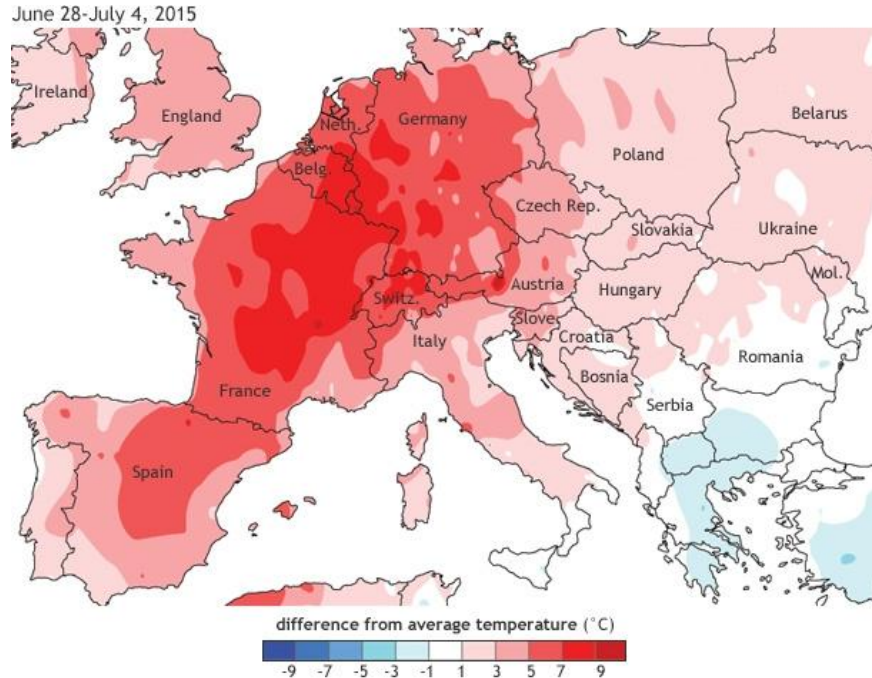 June 28-July 4, 2015
Ireland
England
Neth.
Germany
Belarus
Belg.
Poland
Czech Rep.
Slovakia
Ukraine
Switz.
Austria
Hungary
Mol.
Slove.
Italy
Croatia
Romania
Bosnia
France
Serbia
Spain
difference from average temperature (°C)
-9 -7 -5 -3 -1 1 3 5 7 9